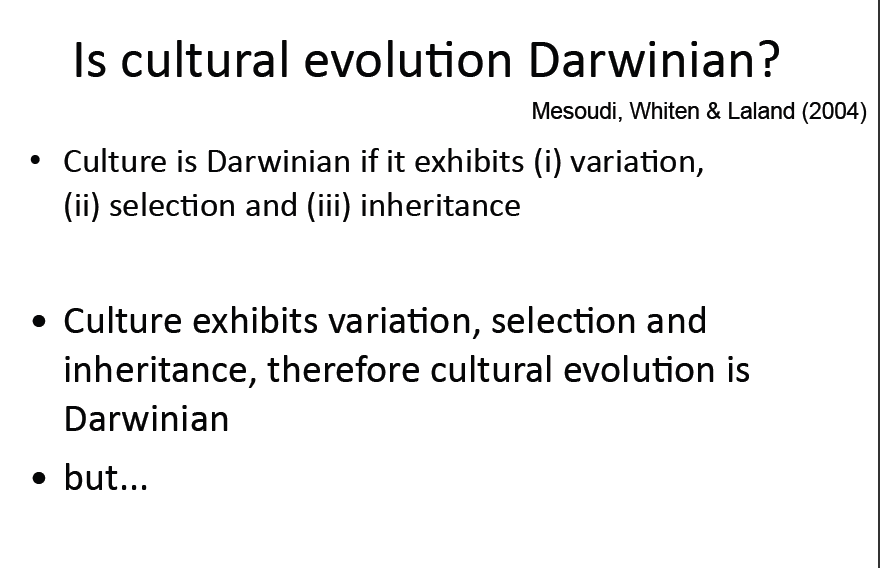 Is cultural evolution Darwinian?
Mesoudi, Whiten & Laland (2004)
• Culture is Darwinian if it exhibits (i) variation,
(ii) selection and (iii) inheritance
• Culture exhibits variation, selection and
inheritance, therefore cultural evolution is
Darwinian
• but...